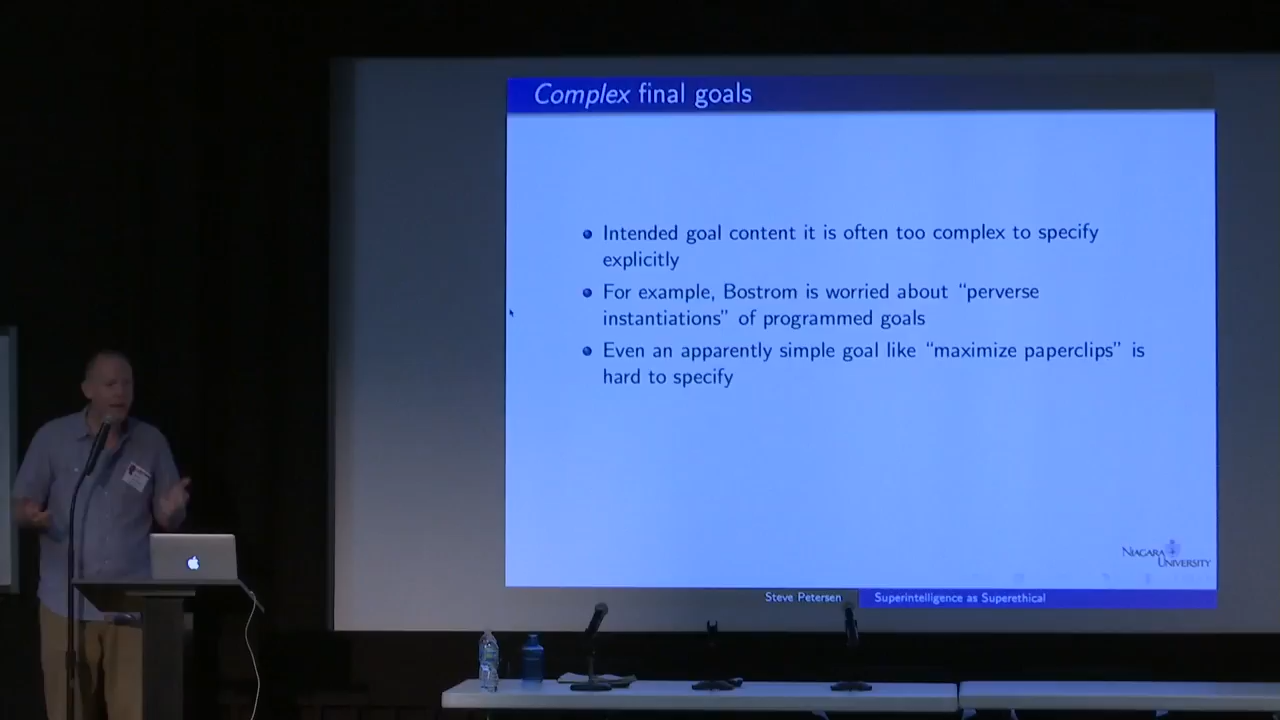 Complex final goals
Intended goal content it is often too complex to specify
explicitly
For example, Bostrom is worried about “perverse
instantiations” of programmed goals
Even an apparently simple goal like “maximize paperclips” is
hard to specify
NIAGARA
UNIVERSITY
Steve Petersen
Superintelligence as Superethical